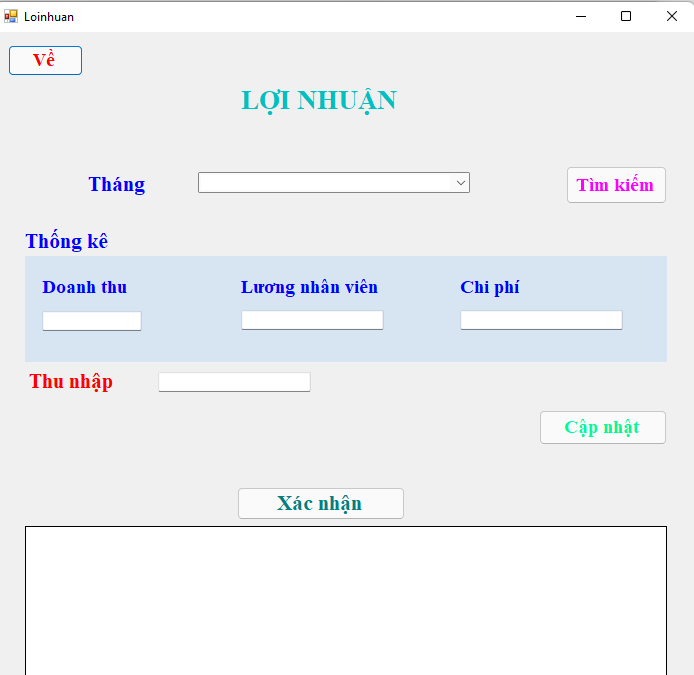 Loinhuan
Về
LỢI NHUẬN
Tháng
Tìm kiếm
Thống kê
Doanh thu Lương nhân viên Chi phí
Thu nhập
Cập nhật
Xác nhận